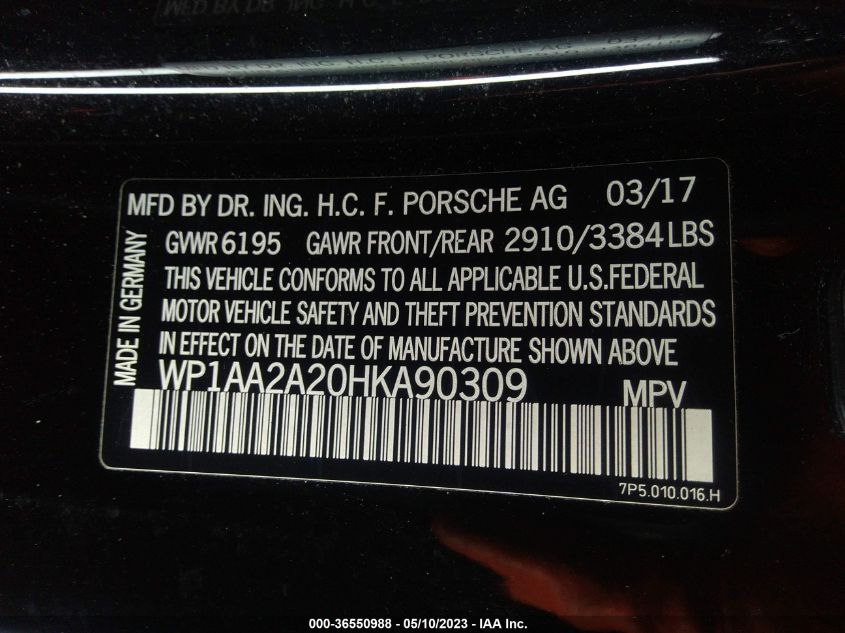 MFD BY DR. ING. H.C. F. PORSCHE AG 03/17
GVWR 6195 GAWR FRONT/REAR 2910/3384 LBS
THIS VEHICLE CONFORMS TO ALL APPLICABLE U.S.FEDERAL
MOTOR VEHICLE SAFETY AND THEFT PREVENTION STANDARDS
IN EFFECT ON THE DATE OF MANUFACTURE SHOWN ABOVE
WP1AA2A20HKA90309 MPV
MADE IN GERMANY
7P5.010.016.H
000-36550988 - 05/10/2023 - IAA Inc.